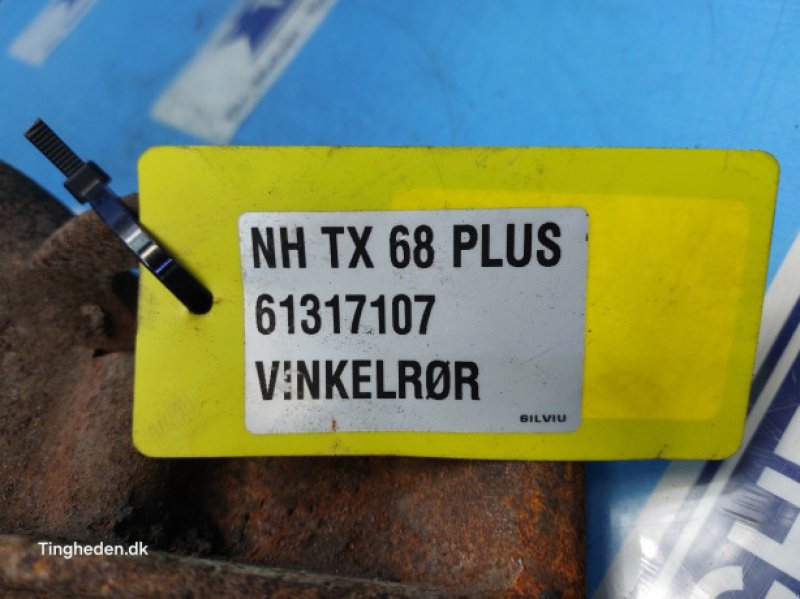 NH TX 68 PLUS
61317107
VINKELRØR
SILVIU
Tingheden.dk